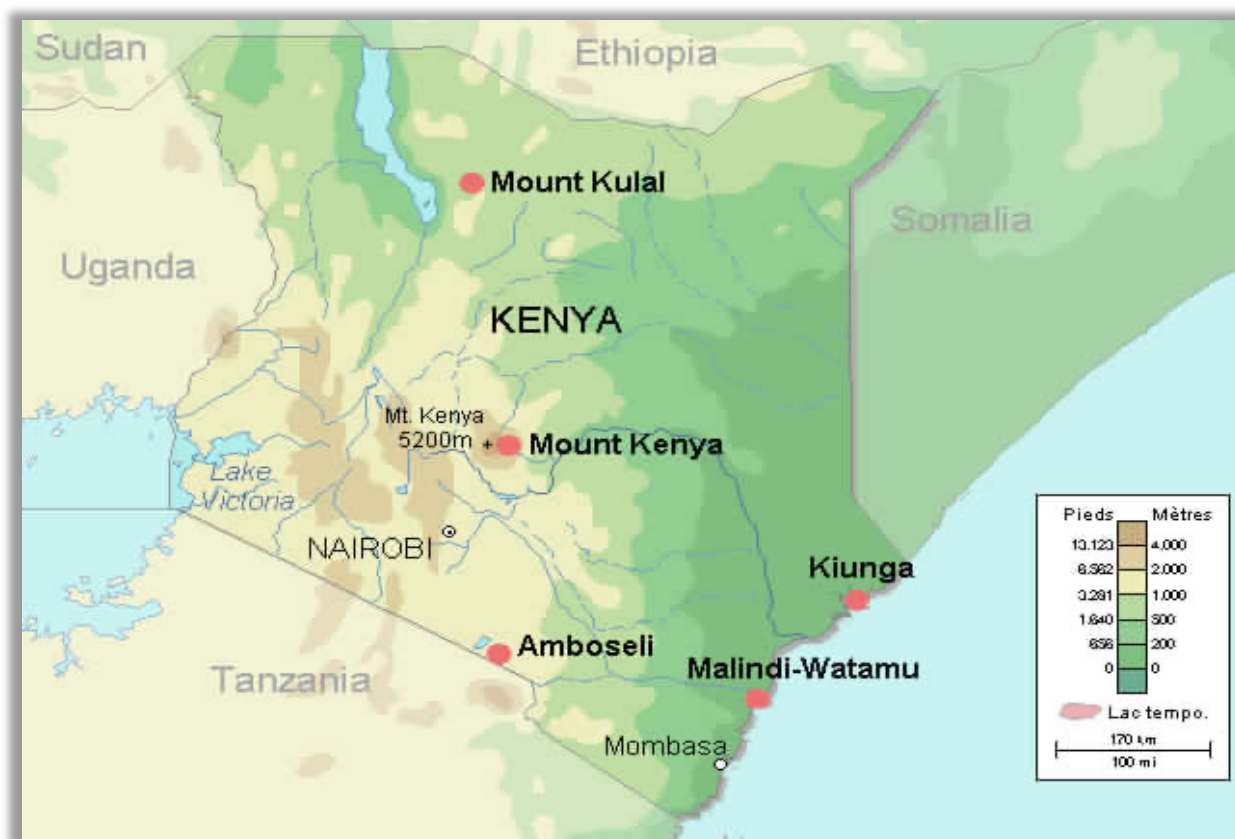 Sudan
Ethiopia
Mount Kulal
Somalia
Uganda
KENYA
Mt. Kenya
5200m
Mount Kenya
Lake
Victoria
NAIROBI
Kiunga
Amboseli
Malindi-Watamu
Tanzania
Mombasa
Pieds Mètres
13.123 4.000
6.562 2.000
3.281 1.000
1.640 500
656 200
0 0
Lac tempo.
170 km
100 mi